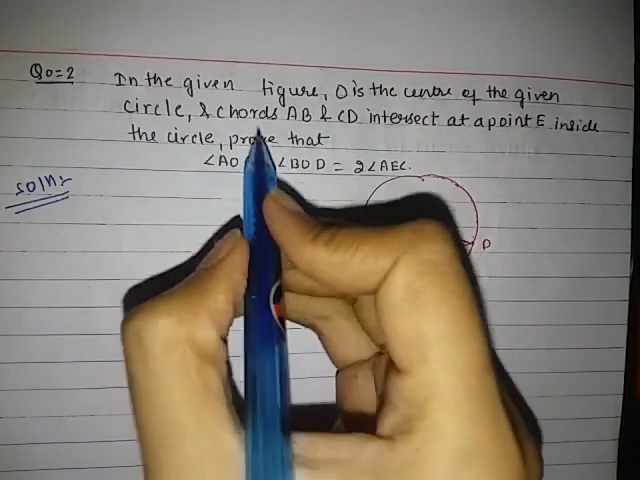 Qo=2 In the given figure, O is the centre of the given
circle, & chords AB & CD intersect at a point E inside
the circle, prove that
∠AO ∠BOD = 2∠AEC.
Soln:
D